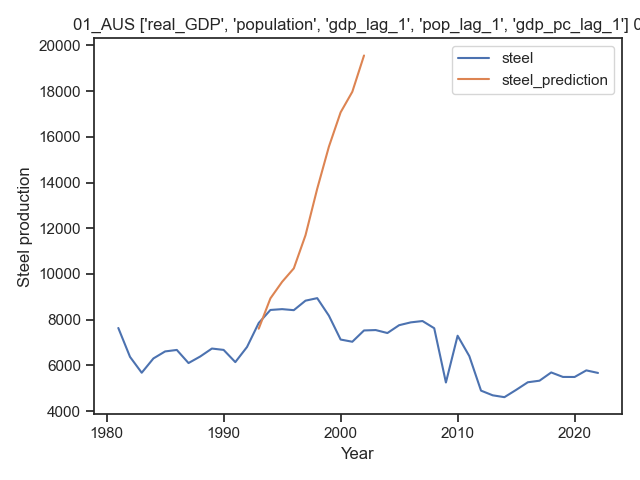 01_AUS ['real_GDP', 'population', 'gdp_lag_1', 'pop_lag_1', 'gdp_pc_lag_1'] 0
steel
steel_prediction
20000
18000
16000
14000
12000
10000
8000
6000
4000
Steel production
1980 1990 2000 2010 2020
Year